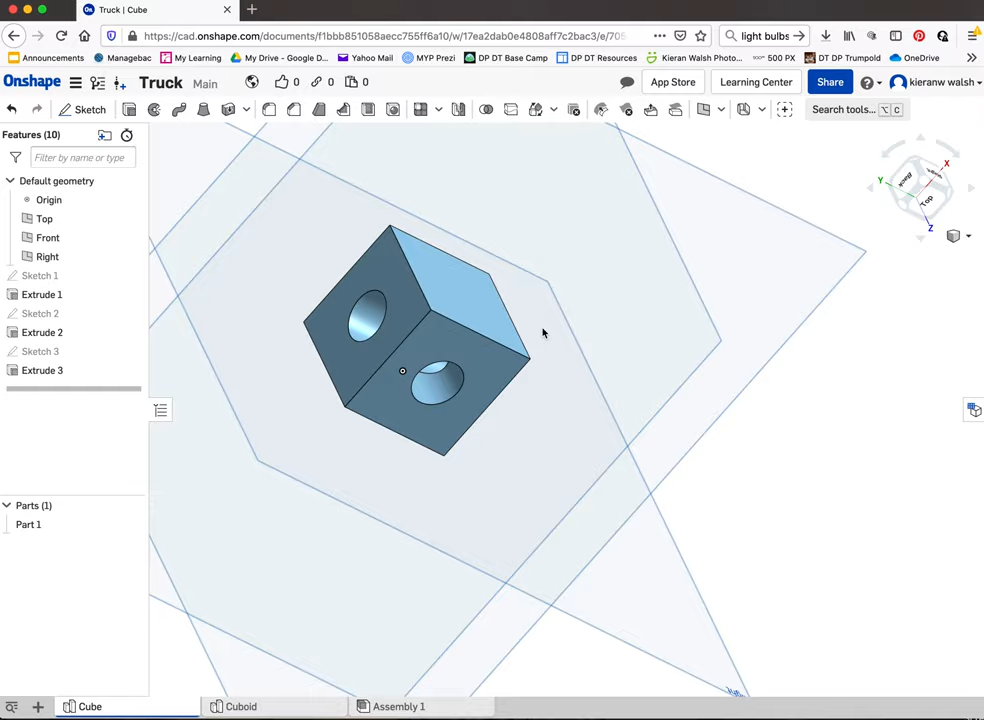 Truck | Cube
https://cad.onshape.com/documents/f1bbb851058aecc755ff6a10/w/17ea2dab0e4808aff7c2bac3/e/705
light bulbs
Announcements
Managebac
My Learning
My Drive - Google D...
Yahoo Mail
MYP Prezi
DP DT Base Camp
DP DT Resources
Kieran Walsh Photo...
500 PX
DT DP Trumpold
OneDrive
Onshape
Truck
Main
0
0
0
App Store
Learning Center
Share
kieranw walsh
Sketch
Search tools...
C
Features (10)
Filter by name or type
Default geometry
Origin
Top
Front
Right
Sketch 1
Extrude 1
Sketch 2
Extrude 2
Sketch 3
Extrude 3
Parts (1)
Part 1
X
Y
Z
Back
Top
Cube
Cuboid
Assembly 1